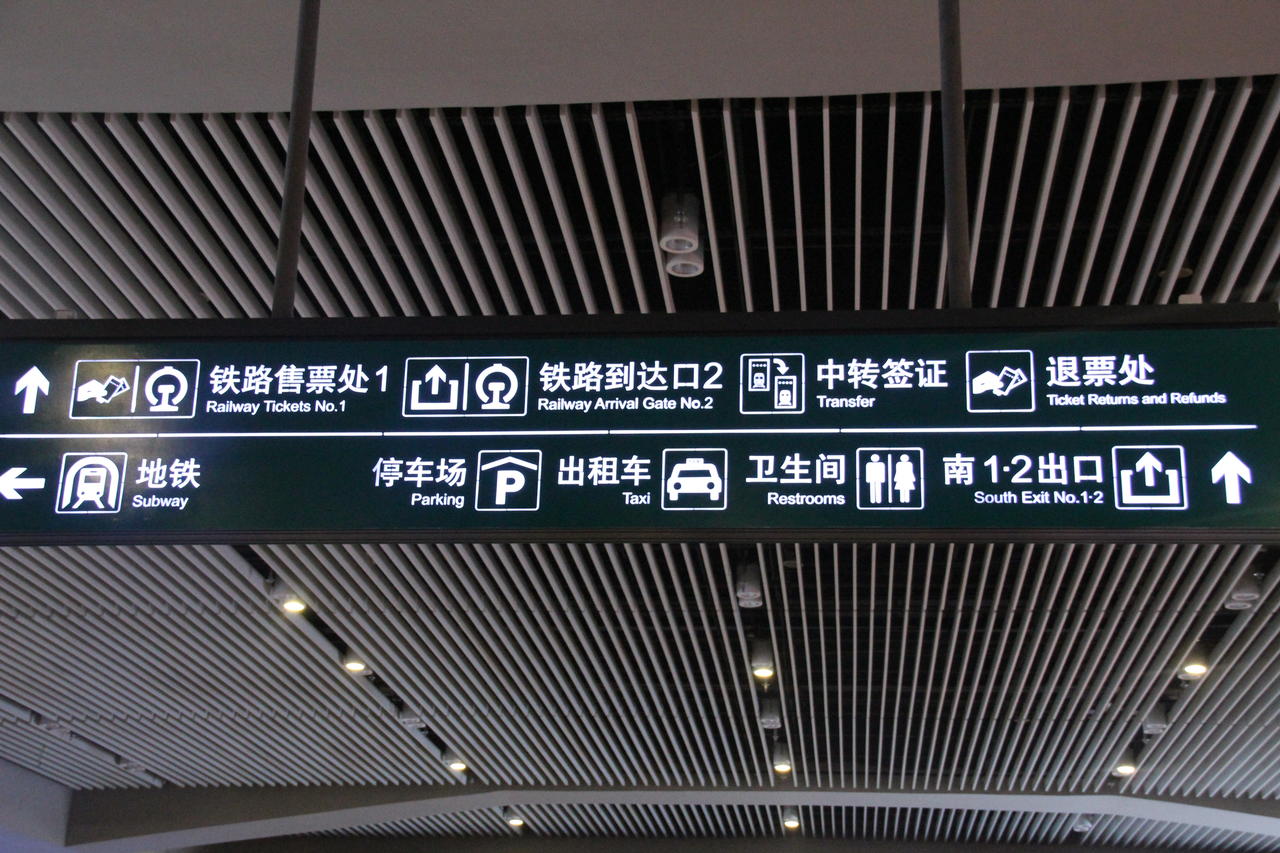 铁路售票处1 铁路到达口2 中转签证 退票处
Railway Tickets No.1 Railway Arrival Gate No.2 Transfer Ticket Returns and Refunds
地铁 停车场 P 出租车 卫生间 南1·2出口
Subway Parking Taxi Restrooms South Exit No.1·2